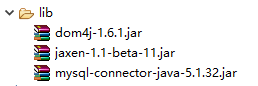 lib
dom4j-1.6.1.jar
jaxen-1.1-beta-11.jar
mysql-connector-java-5.1.32.jar